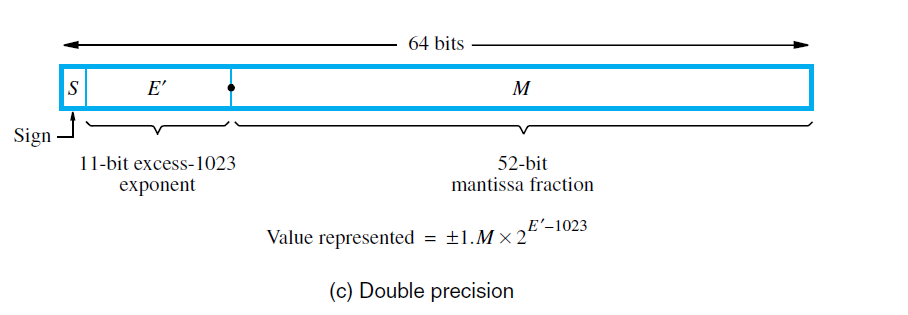 64 bits
S E′ M
Sign
11-bit excess-1023
exponent
52-bit
mantissa fraction
Value represented = ±1.M × 2^E′–1023
(c) Double precision